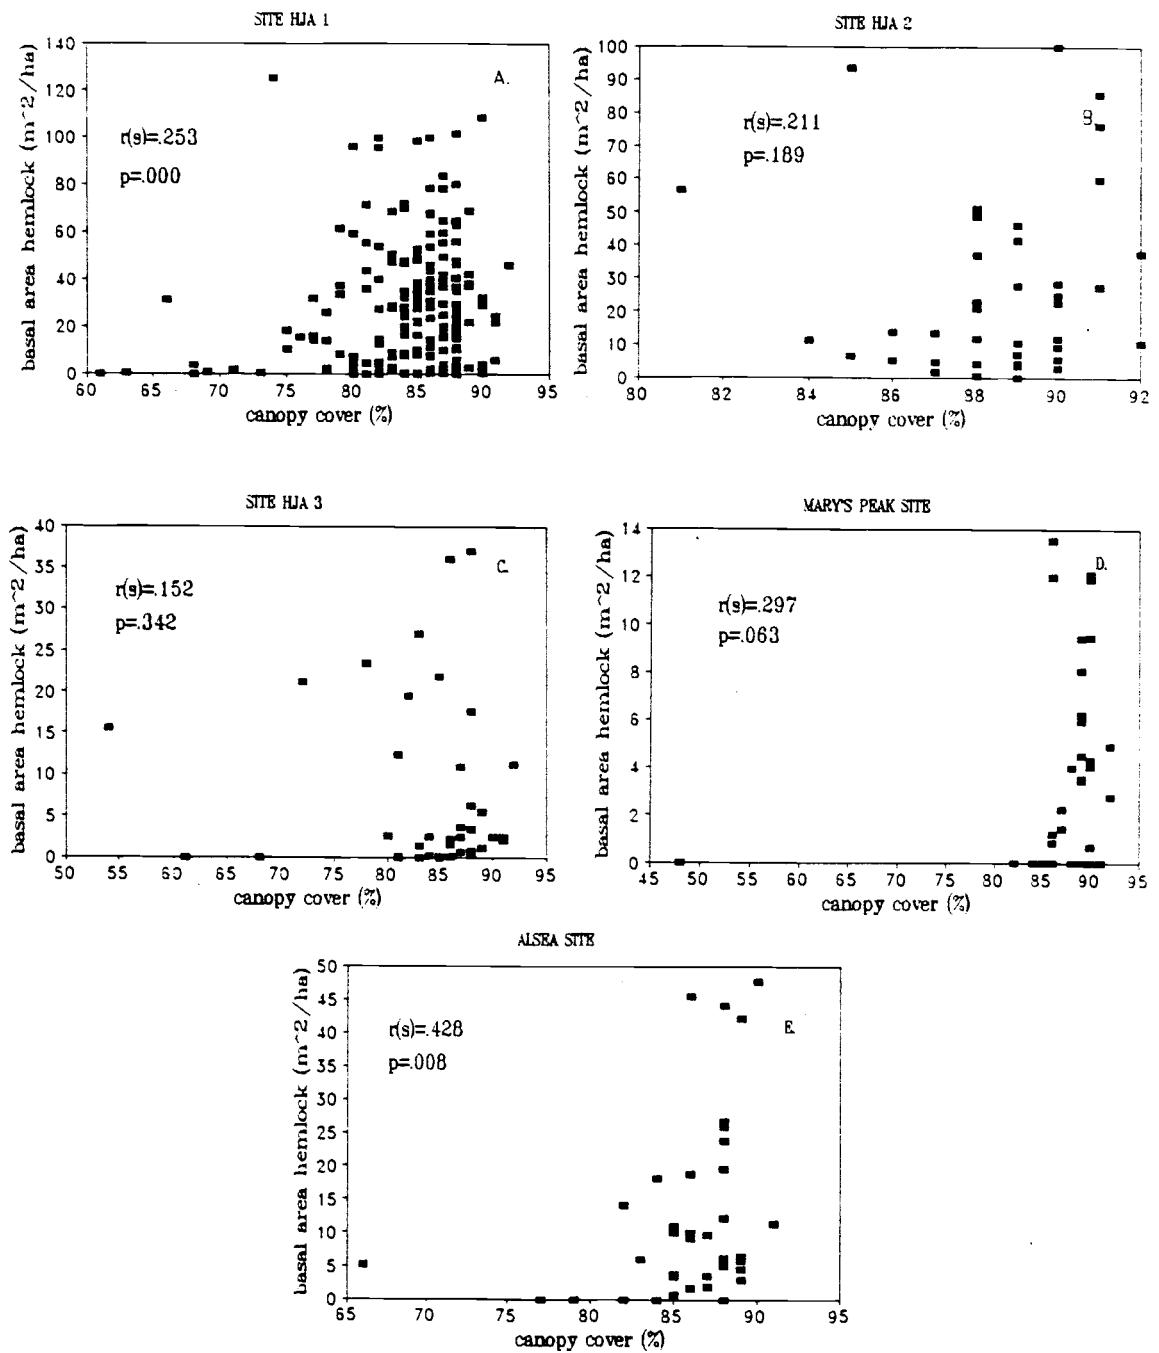 SITE HJA 1
basal area hemlock (m^2/ha)
140
120
100
80
60
40
20
0
A.
r(s)=.253
p=.000
60 65 70 75 80 85 90 95
canopy cover (%)
SITE HJA 2
basal area hemlock (m^2/ha)
100
90
80
70
60
50
40
30
20
10
0
B.
r(s)=.211
p=.189
80 82 84 86 88 90 92
canopy cover (%)
SITE HJA 3
basal area hemlock (m^2/ha)
40
35
30
25
20
15
10
5
0
C.
r(s)=.152
p=.342
50 55 60 65 70 75 80 85 90 95
canopy cover (%)
MARY'S PEAK SITE
basal area hemlock (m^2/ha)
14
12
10
8
6
4
2
0
D.
r(s)=.297
p=.063
45 50 55 60 65 70 75 80 85 90 95
canopy cover (%)
ALSEA SITE
basal area hemlock (m^2/ha)
50
45
40
35
30
25
20
15
10
5
0
E.
r(s)=.428
p=.008
65 70 75 80 85 90 95
canopy cover (%)